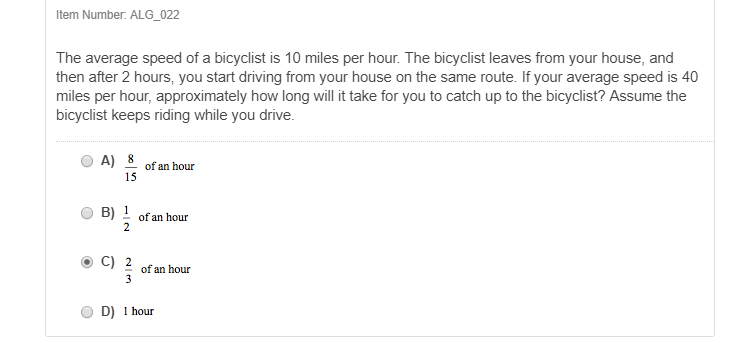 Item Number: ALG_022
The average speed of a bicyclist is 10 miles per hour. The bicyclist leaves from your house, and
then after 2 hours, you start driving from your house on the same route. If your average speed is 40
miles per hour, approximately how long will it take for you to catch up to the bicyclist? Assume the
bicyclist keeps riding while you drive.
A) 8/15 of an hour
B) 1/2 of an hour
C) 2/3 of an hour
D) 1 hour